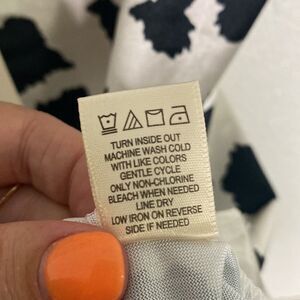 TURN INSIDE OUT
MACHINE WASH COLD
WITH LIKE COLORS
GENTLE CYCLE
ONLY NON-CHLORINE
BLEACH WHEN NEEDED
LINE DRY
LOW IRON ON REVERSE
SIDE IF NEEDED